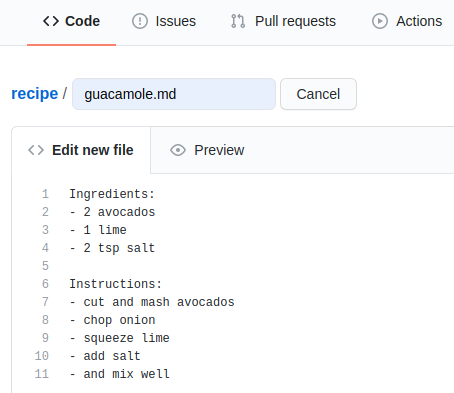 Code Issues Pull requests Actions
recipe / guacamole.md Cancel
Edit new file Preview
1 Ingredients:
2 - 2 avocados
3 - 1 lime
4 - 2 tsp salt
5
6 Instructions:
7 - cut and mash avocados
8 - chop onion
9 - squeeze lime
10 - add salt
11 - and mix well